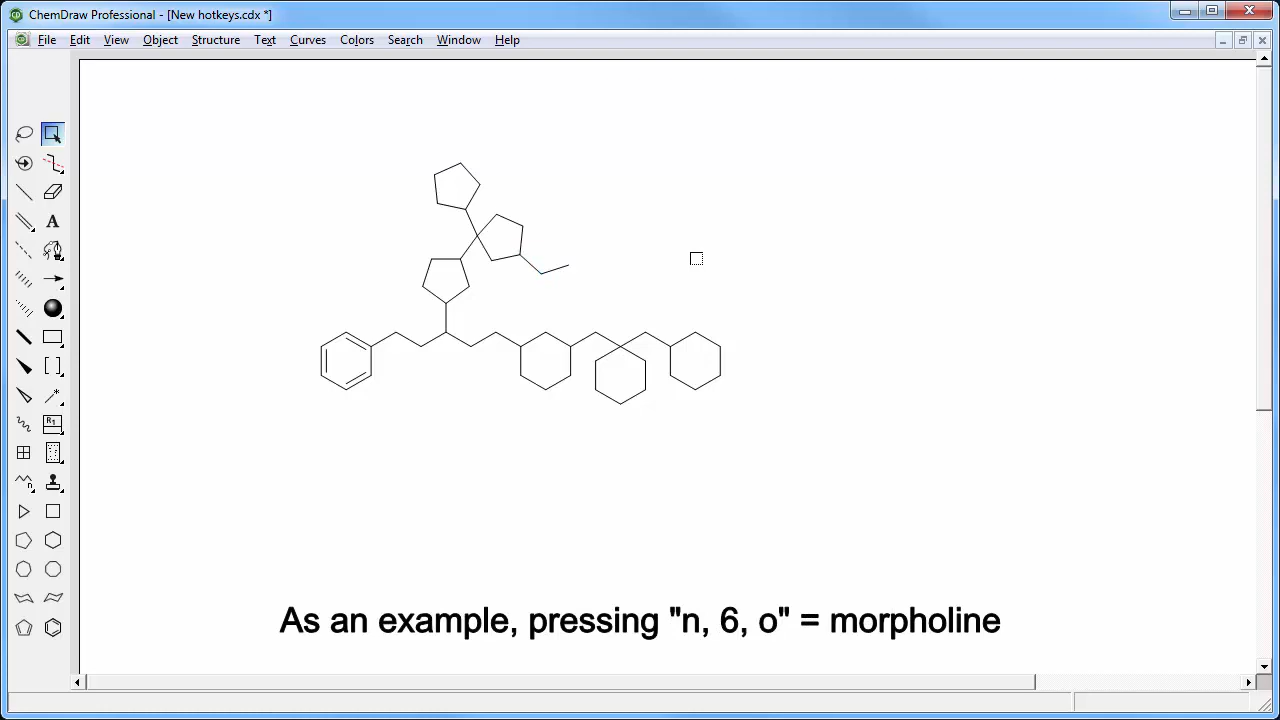 ChemDraw Professional - [New hotkeys.cdx *]
File Edit View Object Structure Text Curves Colors Search Window Help
A
R1
n
As an example, pressing "n, 6, o" = morpholine